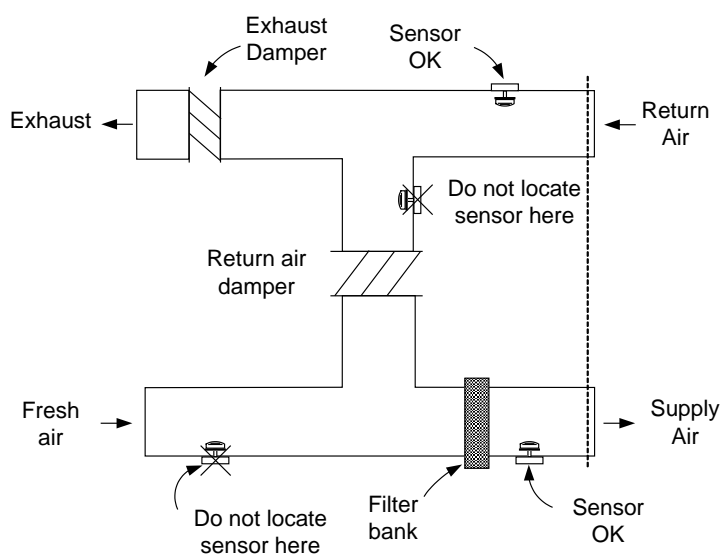 Exhaust
Damper
Sensor
OK
Exhaust
Return
Air
Do not locate
sensor here
Return air
damper
Fresh
air
Supply
Air
Do not locate
sensor here
Filter
bank
Sensor
OK